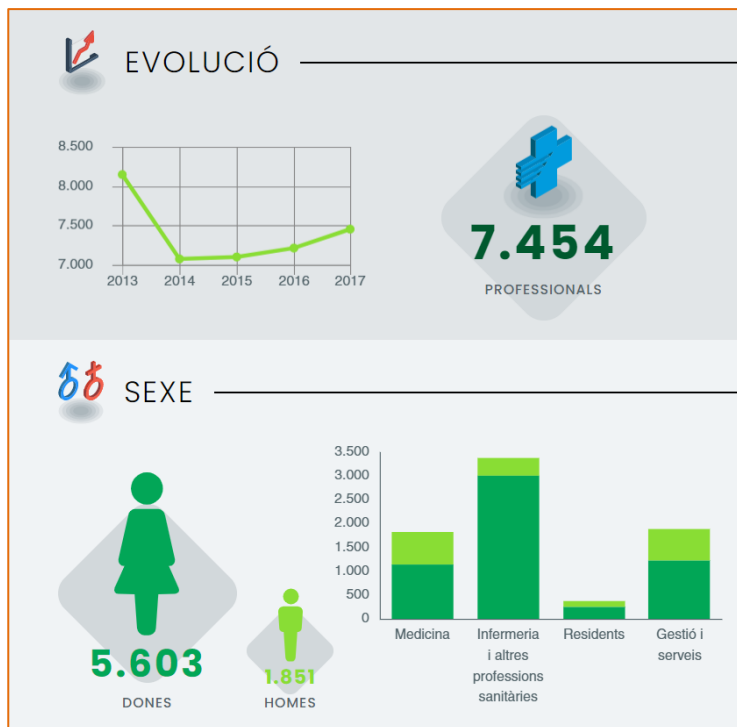 EVOLUCIÓ
8.500
8.000
7.500
7.000
2013 2014 2015 2016 2017
7.454
PROFESSIONALS
SEXE
5.603
DONES
1.851
HOMES
3.500
3.000
2.500
2.000
1.500
1.000
500
0
Medicina
Infermeria
i altres
professions
sanitàries
Residents
Gestió i
serveis